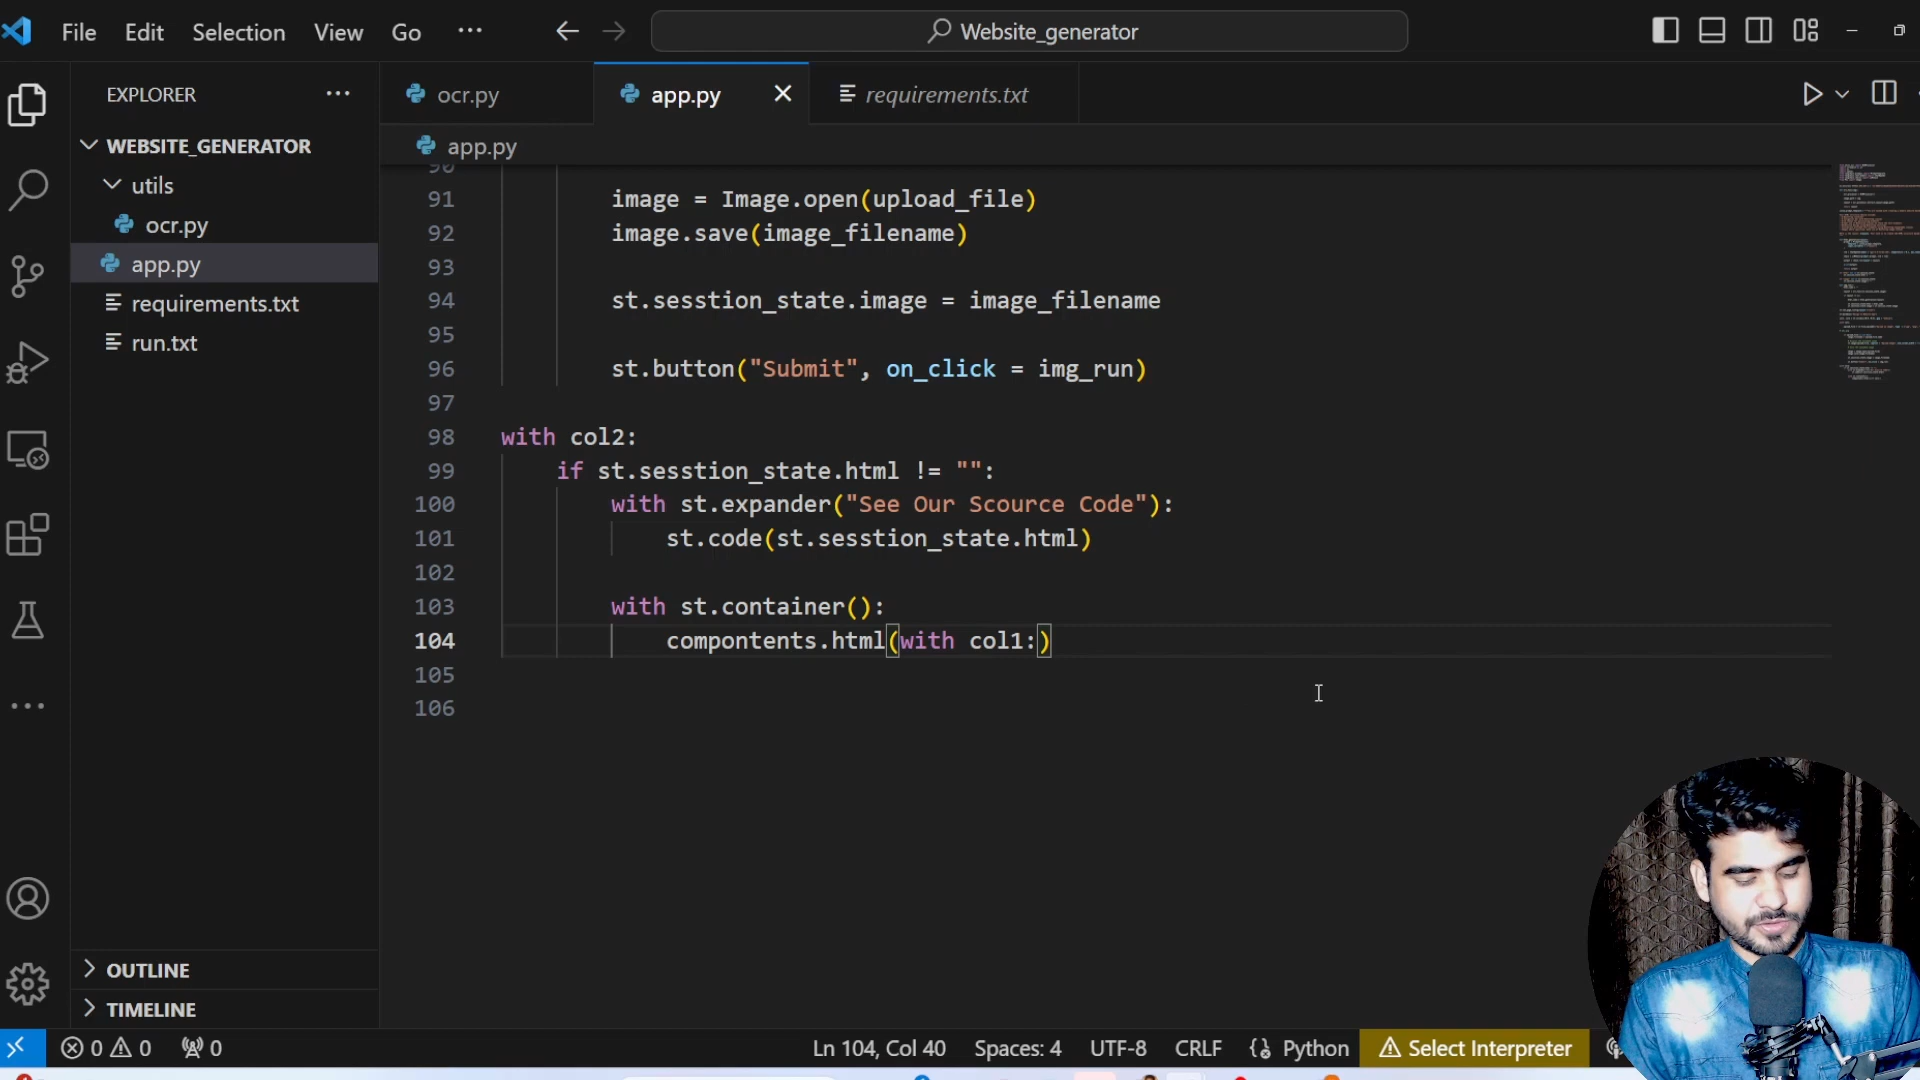 File Edit Selection View Go ··· Website_generator
EXPLORER ···
WEBSITE_GENERATOR
utils
ocr.py
app.py
requirements.txt
run.txt
OUTLINE
TIMELINE
ocr.py app.py requirements.txt
app.py
90
91 image = Image.open(upload_file)
92 image.save(image_filename)
93
94 st.sesstion_state.image = image_filename
95
96 st.button("Submit", on_click = img_run)
97
98 with col2:
99 if st.sesstion_state.html != "":
100 with st.expander("See Our Scource Code"):
101 st.code(st.sesstion_state.html)
102
103 with st.container():
104 compontents.html(with col1:)
105
106
0 0 0 Ln 104, Col 40 Spaces: 4 UTF-8 CRLF Python Select Interpreter